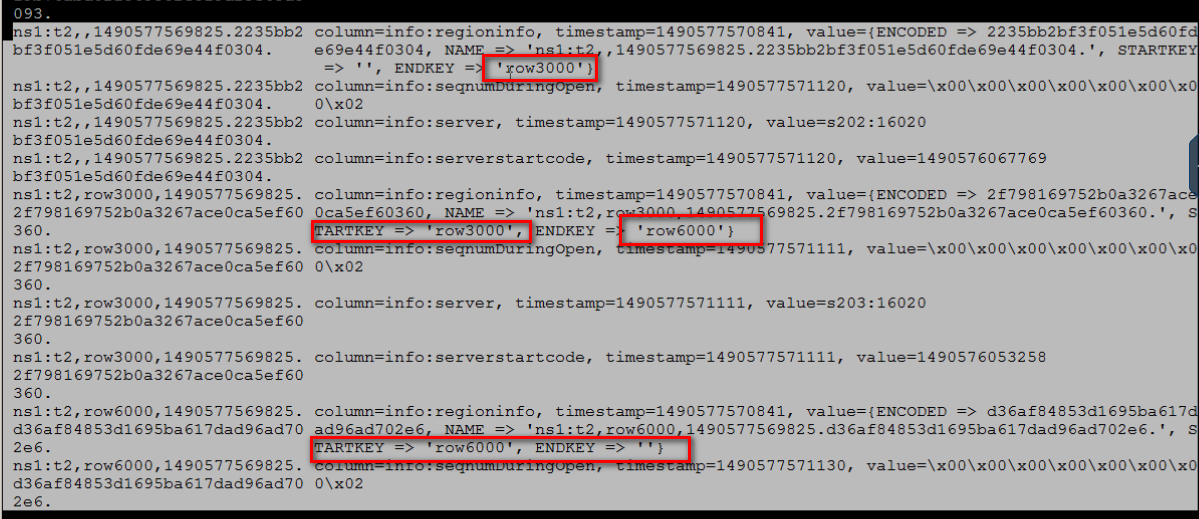 093.
ns1:t2,,1490577569825.2235bb2 column=info:regioninfo, timestamp=1490577570841, value={ENCODED => 2235bb2bf3f051e5d60fd
bf3f051e5d60fde69e44f0304. e69e44f0304, NAME => 'ns1:t2,,1490577569825.2235bb2bf3f051e5d60fde69e44f0304.', STARTKEY
=> '', ENDKEY => 'row3000'}
ns1:t2,,1490577569825.2235bb2 column=info:seqnumDuringOpen, timestamp=1490577571120, value=\x00\x00\x00\x00\x00\x00\x0
bf3f051e5d60fde69e44f0304. 0\x02
ns1:t2,,1490577569825.2235bb2 column=info:server, timestamp=1490577571120, value=s202:16020
bf3f051e5d60fde69e44f0304.
ns1:t2,,1490577569825.2235bb2 column=info:serverstartcode, timestamp=1490577571120, value=1490576067769
bf3f051e5d60fde69e44f0304.
ns1:t2,row3000,1490577569825. column=info:regioninfo, timestamp=1490577570841, value={ENCODED => 2f798169752b0a3267ace
2f798169752b0a3267ace0ca5ef60 0ca5ef60360, NAME => 'ns1:t2,row3000,1490577569825.2f798169752b0a3267ace0ca5ef60360.', S
360. TARTKEY => 'row3000', ENDKEY => 'row6000'}
ns1:t2,row3000,1490577569825. column=info:seqnumDuringOpen, timestamp=1490577571111, value=\x00\x00\x00\x00\x00\x00\x0
2f798169752b0a3267ace0ca5ef60 0\x02
360.
ns1:t2,row3000,1490577569825. column=info:server, timestamp=1490577571111, value=s203:16020
2f798169752b0a3267ace0ca5ef60
360.
ns1:t2,row3000,1490577569825. column=info:serverstartcode, timestamp=1490577571111, value=1490576053258
2f798169752b0a3267ace0ca5ef60
360.
ns1:t2,row6000,1490577569825. column=info:regioninfo, timestamp=1490577570841, value={ENCODED => d36af84853d1695ba617d
d36af84853d1695ba617dad96ad70 ad96ad702e6, NAME => 'ns1:t2,row6000,1490577569825.d36af84853d1695ba617dad96ad702e6.', S
2e6. TARTKEY => 'row6000', ENDKEY => ''}
ns1:t2,row6000,1490577569825. column=info:seqnumDuringOpen, timestamp=1490577571130, value=\x00\x00\x00\x00\x00\x00\x0
d36af84853d1695ba617dad96ad70 0\x02
2e6.